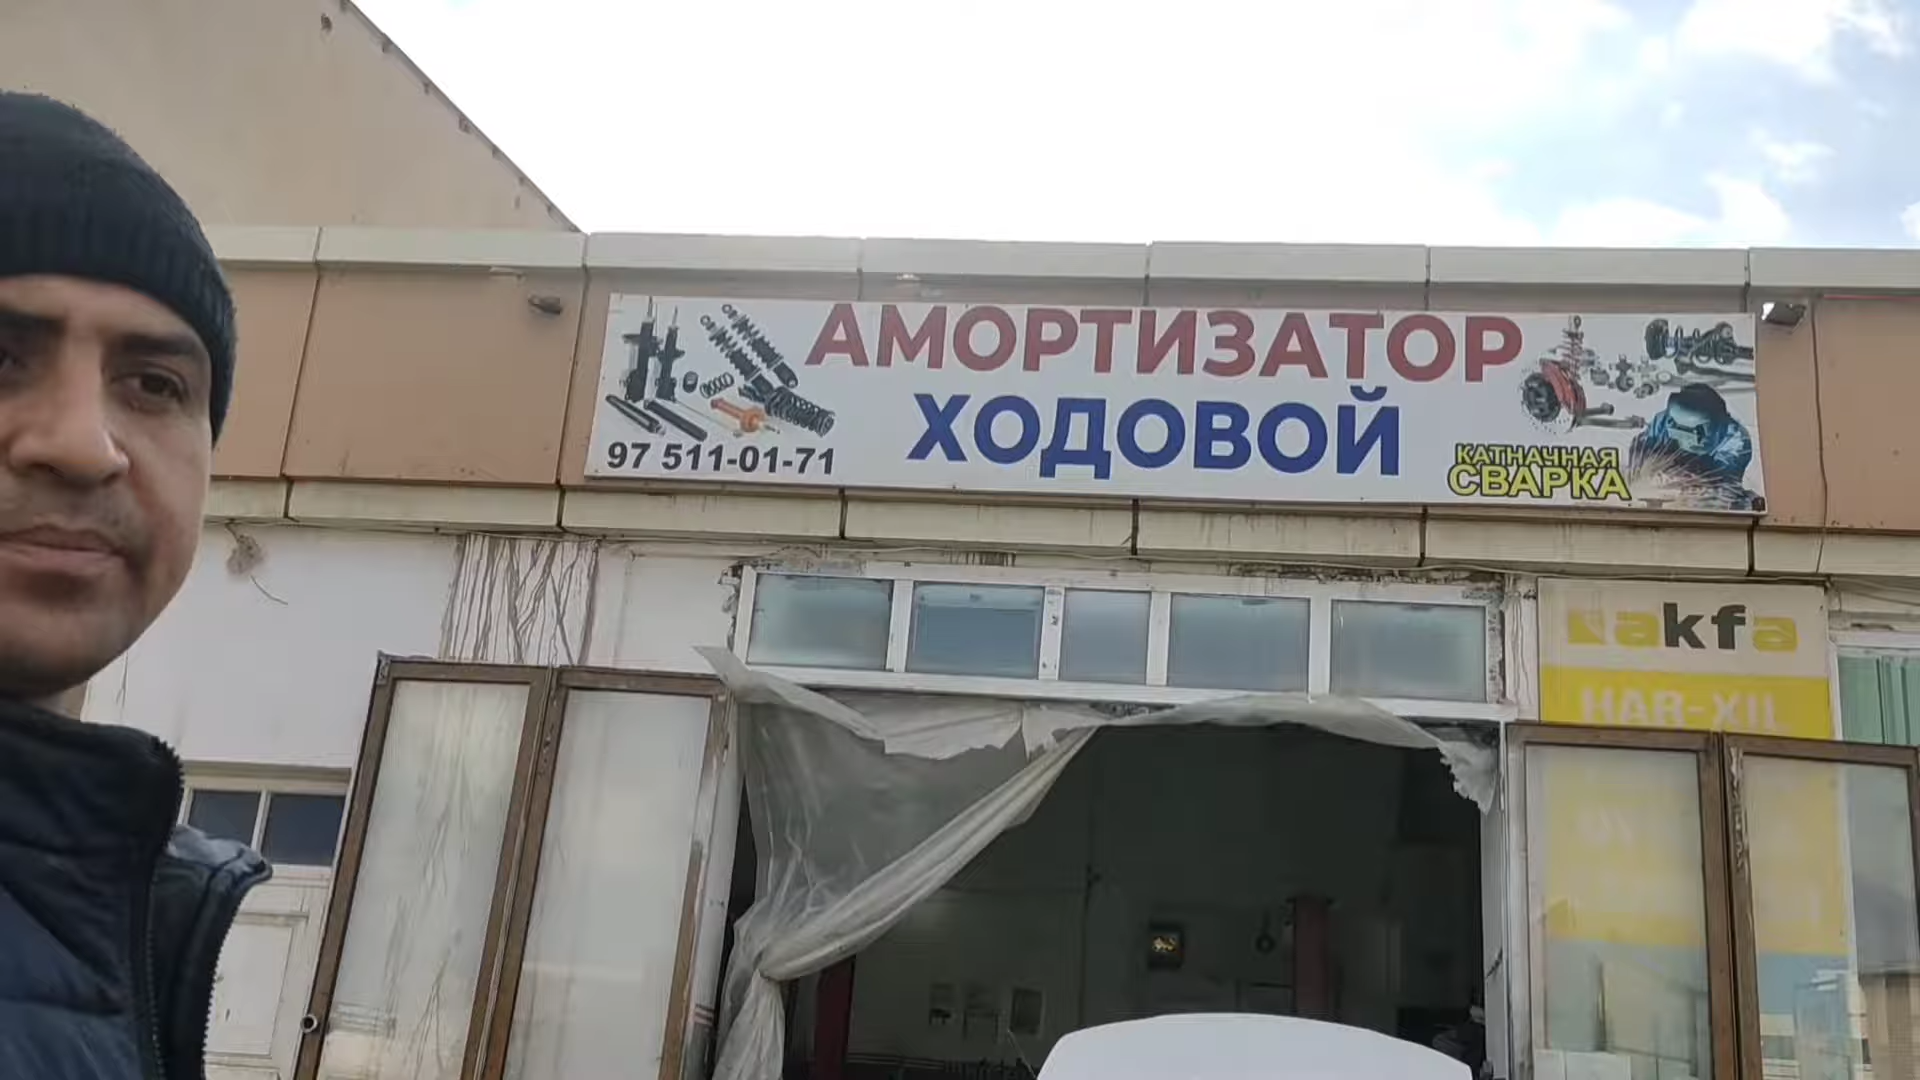 АМОРТИЗАТОР
ХОДОВОЙ
97 511-01-71
КАТНАЧНАЯ
СВАРКА
akfa
HAR-XIL